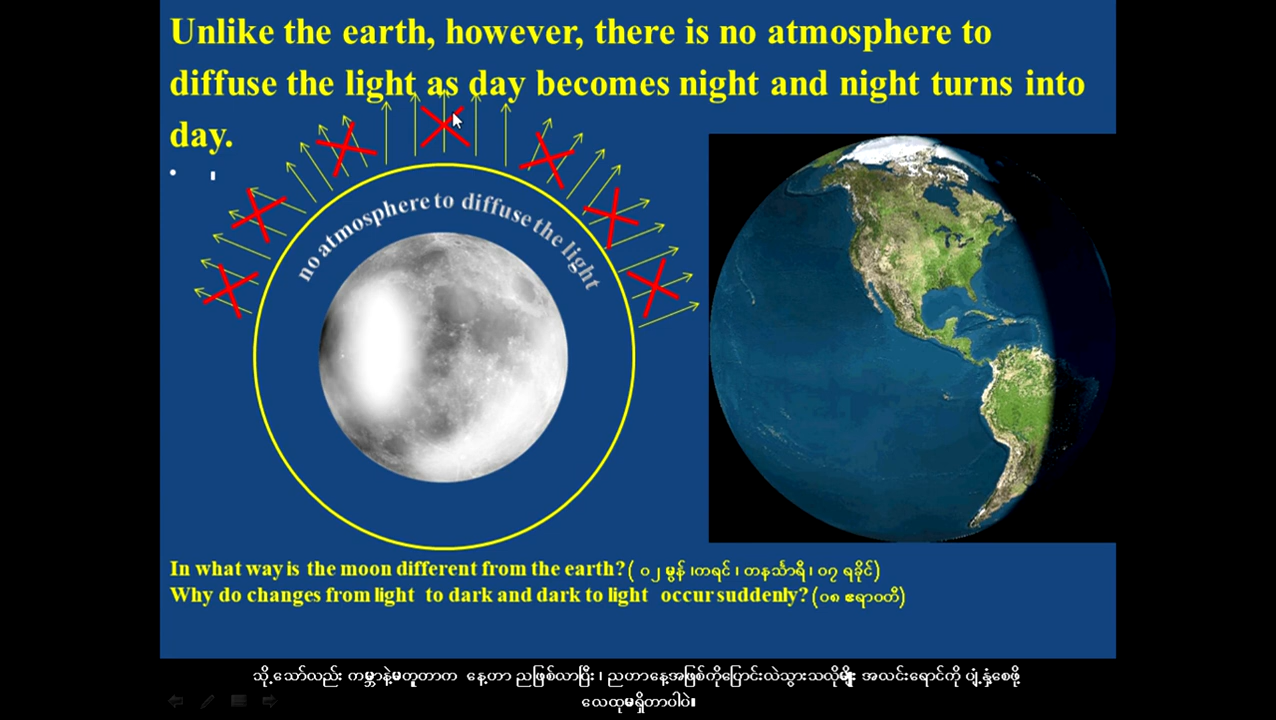 Unlike the earth, however, there is no atmosphere to
diffuse the light as day becomes night and night turns into
day.
no atmosphere to diffuse the light
In what way is the moon different from the earth? ( ၀၂ မွန် ၊ကရင် ၊ တနင်္သာရီ ၊ ၀၇ ရခိုင်)
Why do changes from light to dark and dark to light occur suddenly? (၀၈ ဧရာဝတီ)
သို့သော်လည်း ကမ္ဘာနဲ့မတူတာက နေ့ဟာ ညဖြစ်လာပြီး ၊ ညဟာနေ့အဖြစ်ကိုပြောင်းလဲသွားသလိုမျိုး အလင်းရောင်ကို ပျံ့နှံ့စေဖို့
လေထုမရှိတာပါပဲ။